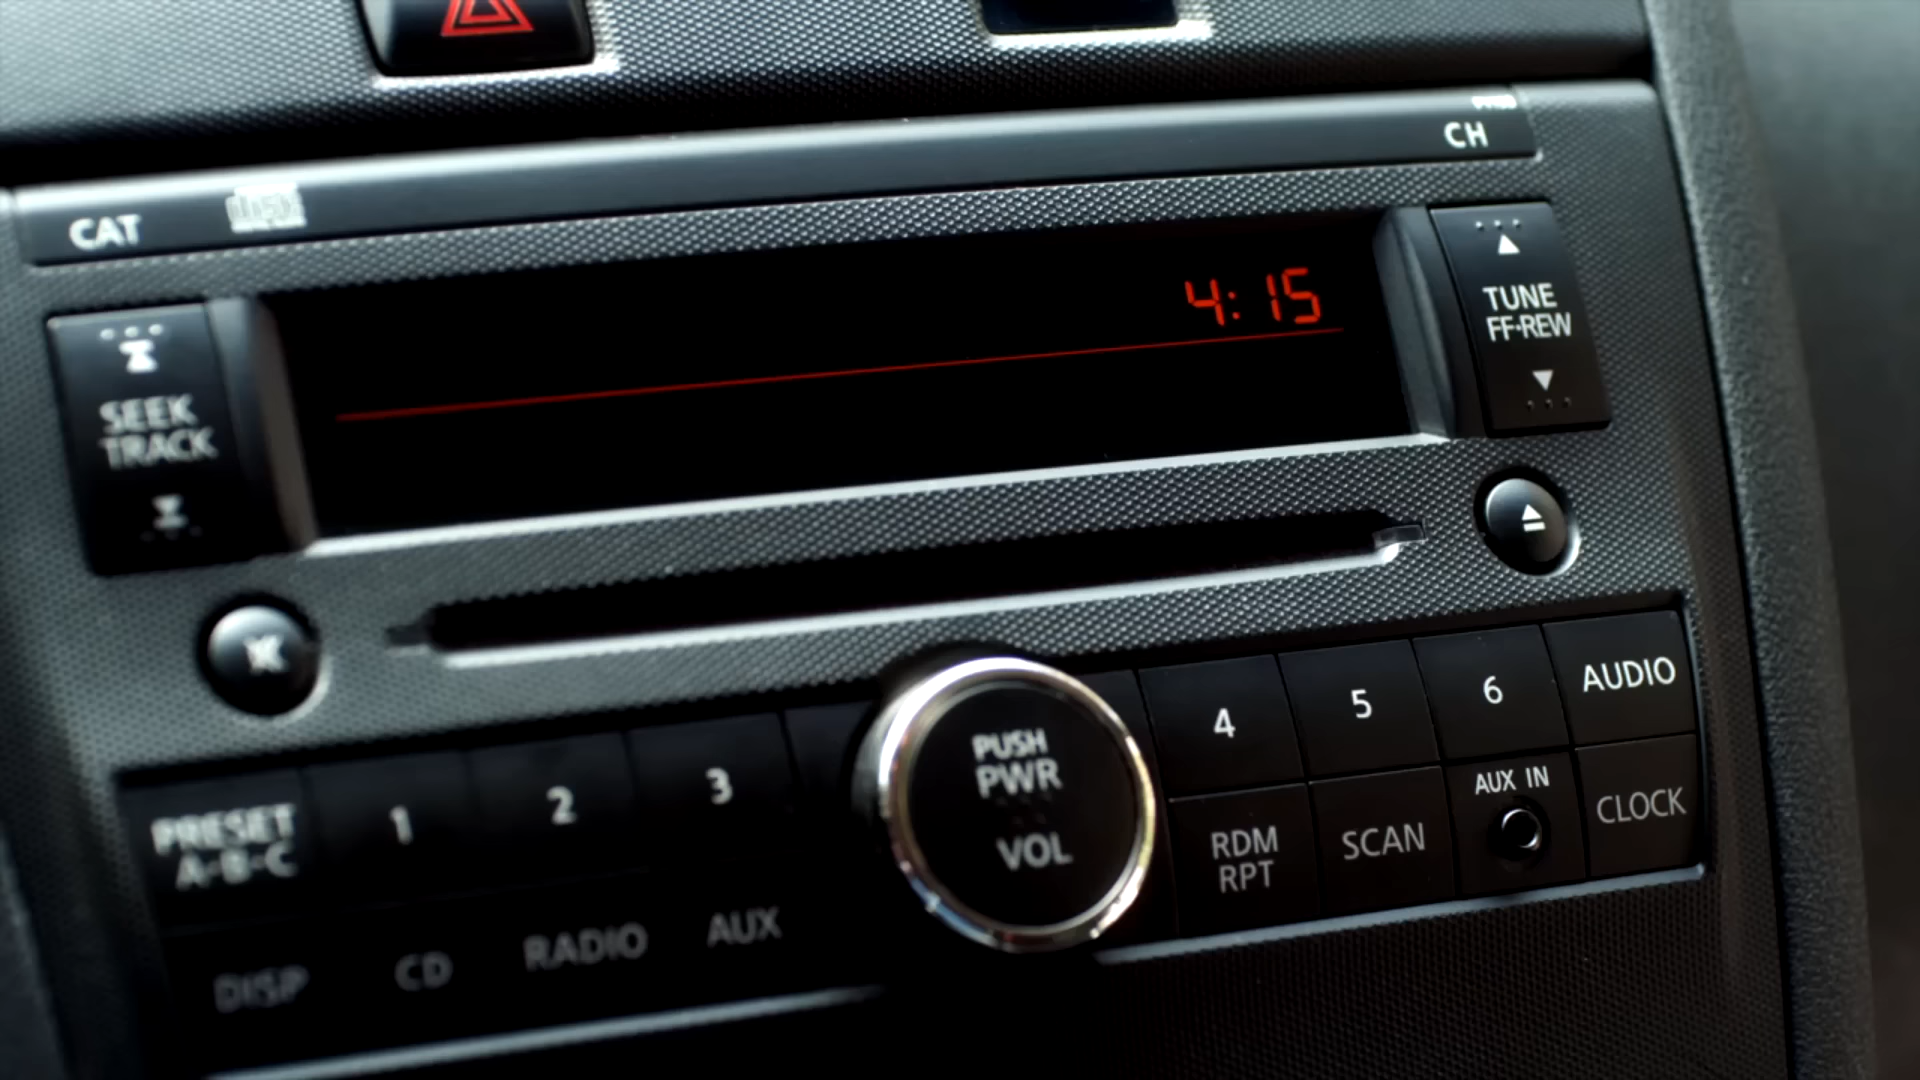 CH
CAT
4:15
TUNE
FF•REW
SEEK
TRACK
PUSH
PWR
VOL
PRESET
A-B-C
1
2
3
4
5
6
AUDIO
DISP
CD
RADIO
AUX
RDM
RPT
SCAN
AUX IN
CLOCK